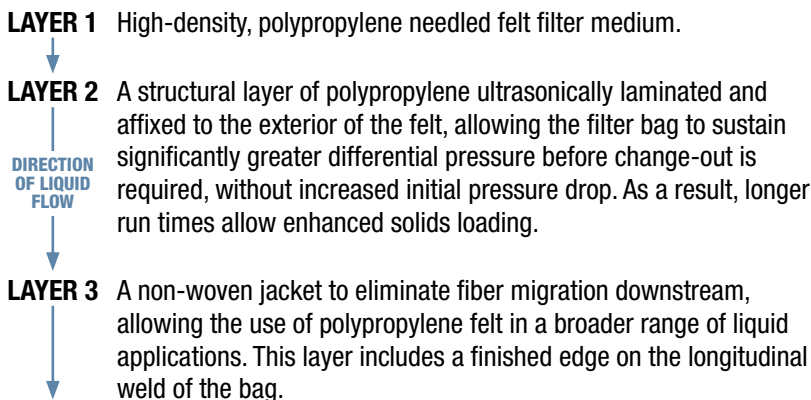 LAYER 1 High-density, polypropylene needled felt filter medium.
LAYER 2 A structural layer of polypropylene ultrasonically laminated and
affixed to the exterior of the felt, allowing the filter bag to sustain
significantly greater differential pressure before change-out is
required, without increased initial pressure drop. As a result, longer
run times allow enhanced solids loading.
DIRECTION
OF LIQUID
FLOW
LAYER 3 A non-woven jacket to eliminate fiber migration downstream,
allowing the use of polypropylene felt in a broader range of liquid
applications. This layer includes a finished edge on the longitudinal
weld of the bag.